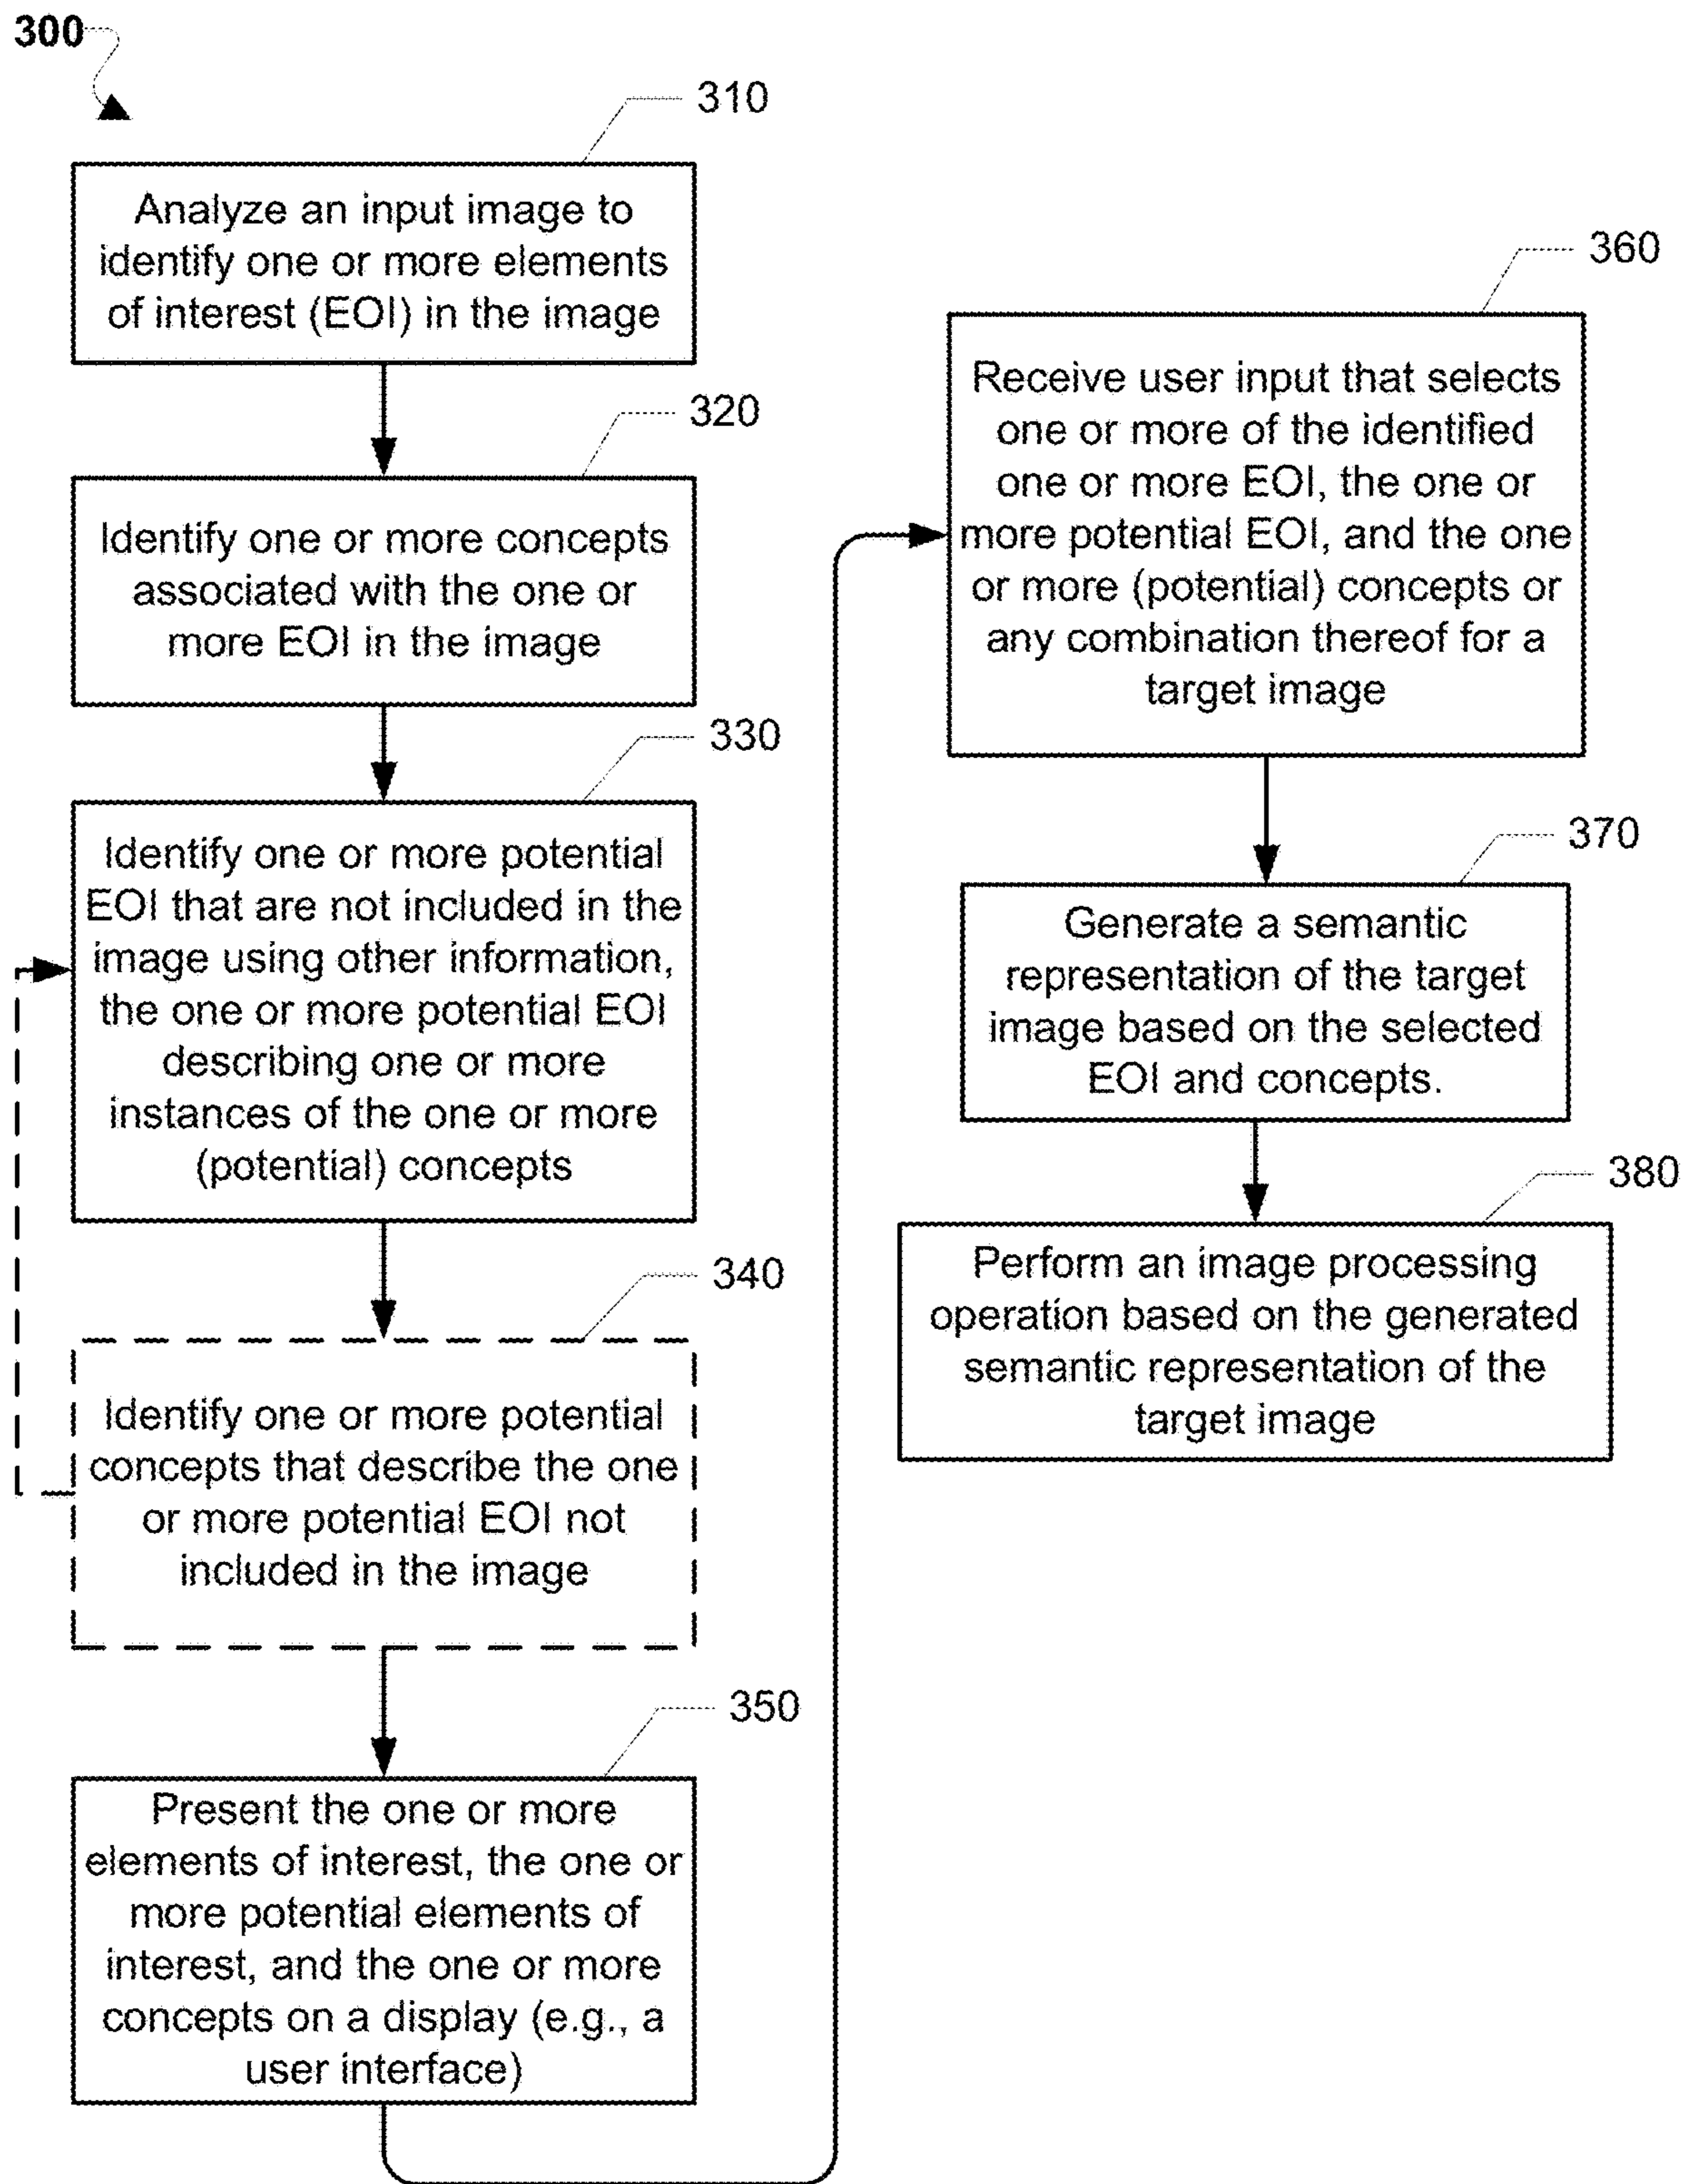 300
310
Analyze an input image to
identify one or more elements
of interest (EOI) in the image
320
Identify one or more concepts
associated with the one or
more EOI in the image
330
Identify one or more potential
EOI that are not included in the
image using other information,
the one or more potential EOI
describing one or more
instances of the one or more
(potential) concepts
340
Identify one or more potential
concepts that describe the one
or more potential EOI not
included in the image
350
Present the one or more
elements of interest, the one or
more potential elements of
interest, and the one or more
concepts on a display (e.g., a
user interface)
360
Receive user input that selects
one or more of the identified
one or more EOI, the one or
more potential EOI, and the one
or more (potential) concepts or
any combination thereof for a
target image
370
Generate a semantic
representation of the target
image based on the selected
EOI and concepts.
380
Perform an image processing
operation based on the generated
semantic representation of the
target image